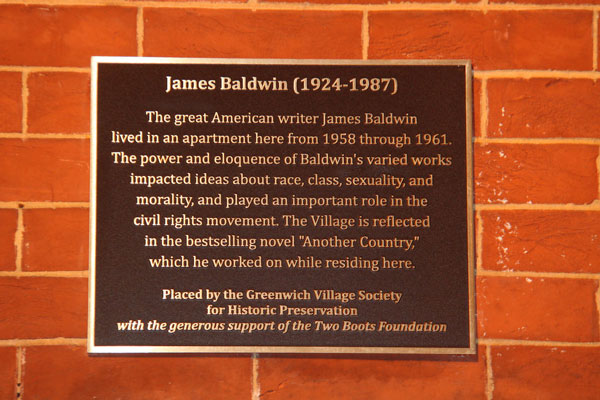 James Baldwin (1924-1987)
The great American writer James Baldwin
lived in an apartment here from 1958 through 1961.
The power and eloquence of Baldwin's varied works
impacted ideas about race, class, sexuality, and
morality, and played an important role in the
civil rights movement. The Village is reflected
in the bestselling novel "Another Country,"
which he worked on while residing here.
Placed by the Greenwich Village Society
for Historic Preservation
with the generous support of the Two Boots Foundation